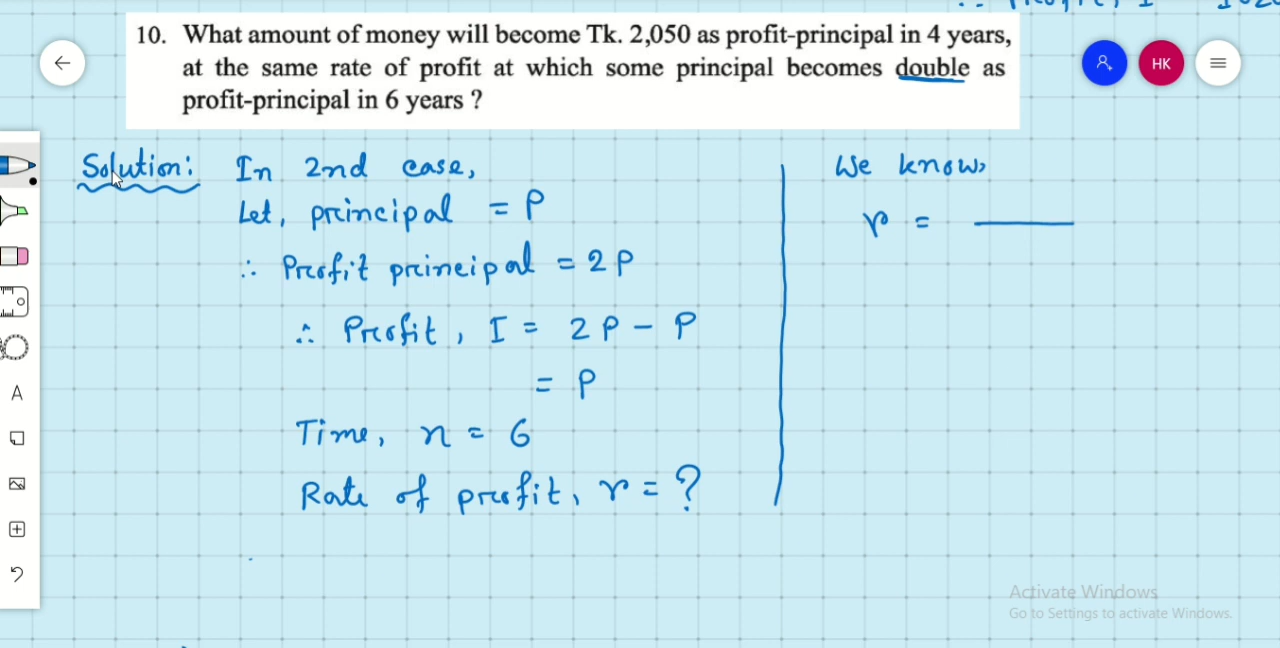 10. What amount of money will become Tk. 2,050 as profit-principal in 4 years,
at the same rate of profit at which some principal becomes double as
profit-principal in 6 years ?
HK
Solution: In 2nd case,
Let, principal = P
∴ Profit principal = 2P
∴ Profit, I = 2P - P
= P
Time, n = 6
Rate of profit, r = ?
We know,
r =
A
Activate Windows
Go to Settings to activate Windows.